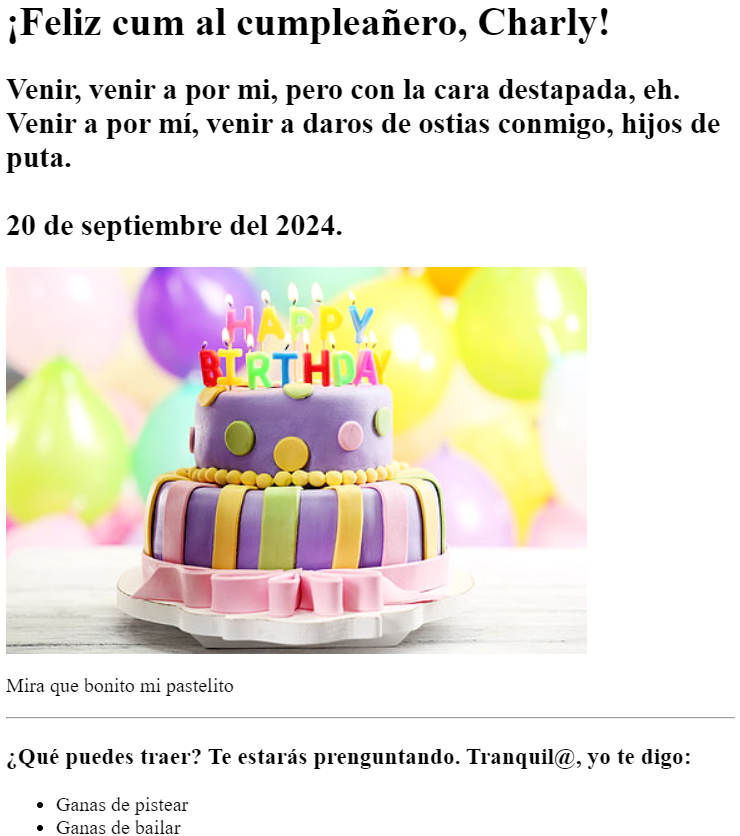 ¡Feliz cum al cumpleañero, Charly!
Venir, venir a por mi, pero con la cara destapada, eh.
Venir a por mí, venir a daros de ostias conmigo, hijos de
puta.
20 de septiembre del 2024.
HAPPY
BIRTHDAY
Mira que bonito mi pastelito
¿Qué puedes traer? Te estarás prenguntando. Tranquil@, yo te digo:
• Ganas de pistear
• Ganas de bailar